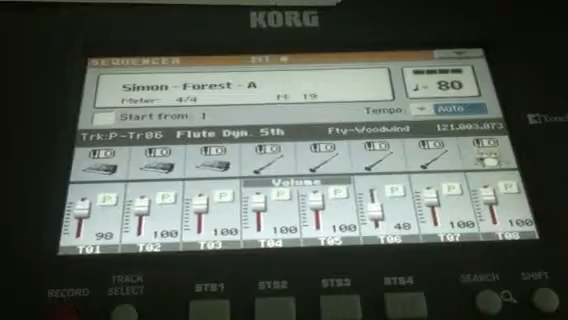 KORG
SEQUENCER
Simon - Forest - A
Meter: 4/4 M: 19
♩= 80
Start from: 1
Tempo: Auto
Trk:P-Tr06 Flute Dyn. 5th Fty-Woodwind 121.003.073
Volume
P P P P P P P P
98 100 100 100 100 48 100 100
T01 T02 T03 T04 T05 T06 T07 T08
RECORD TRACK SELECT STS1 STS2 STS3 STS4 SEARCH SHIFT